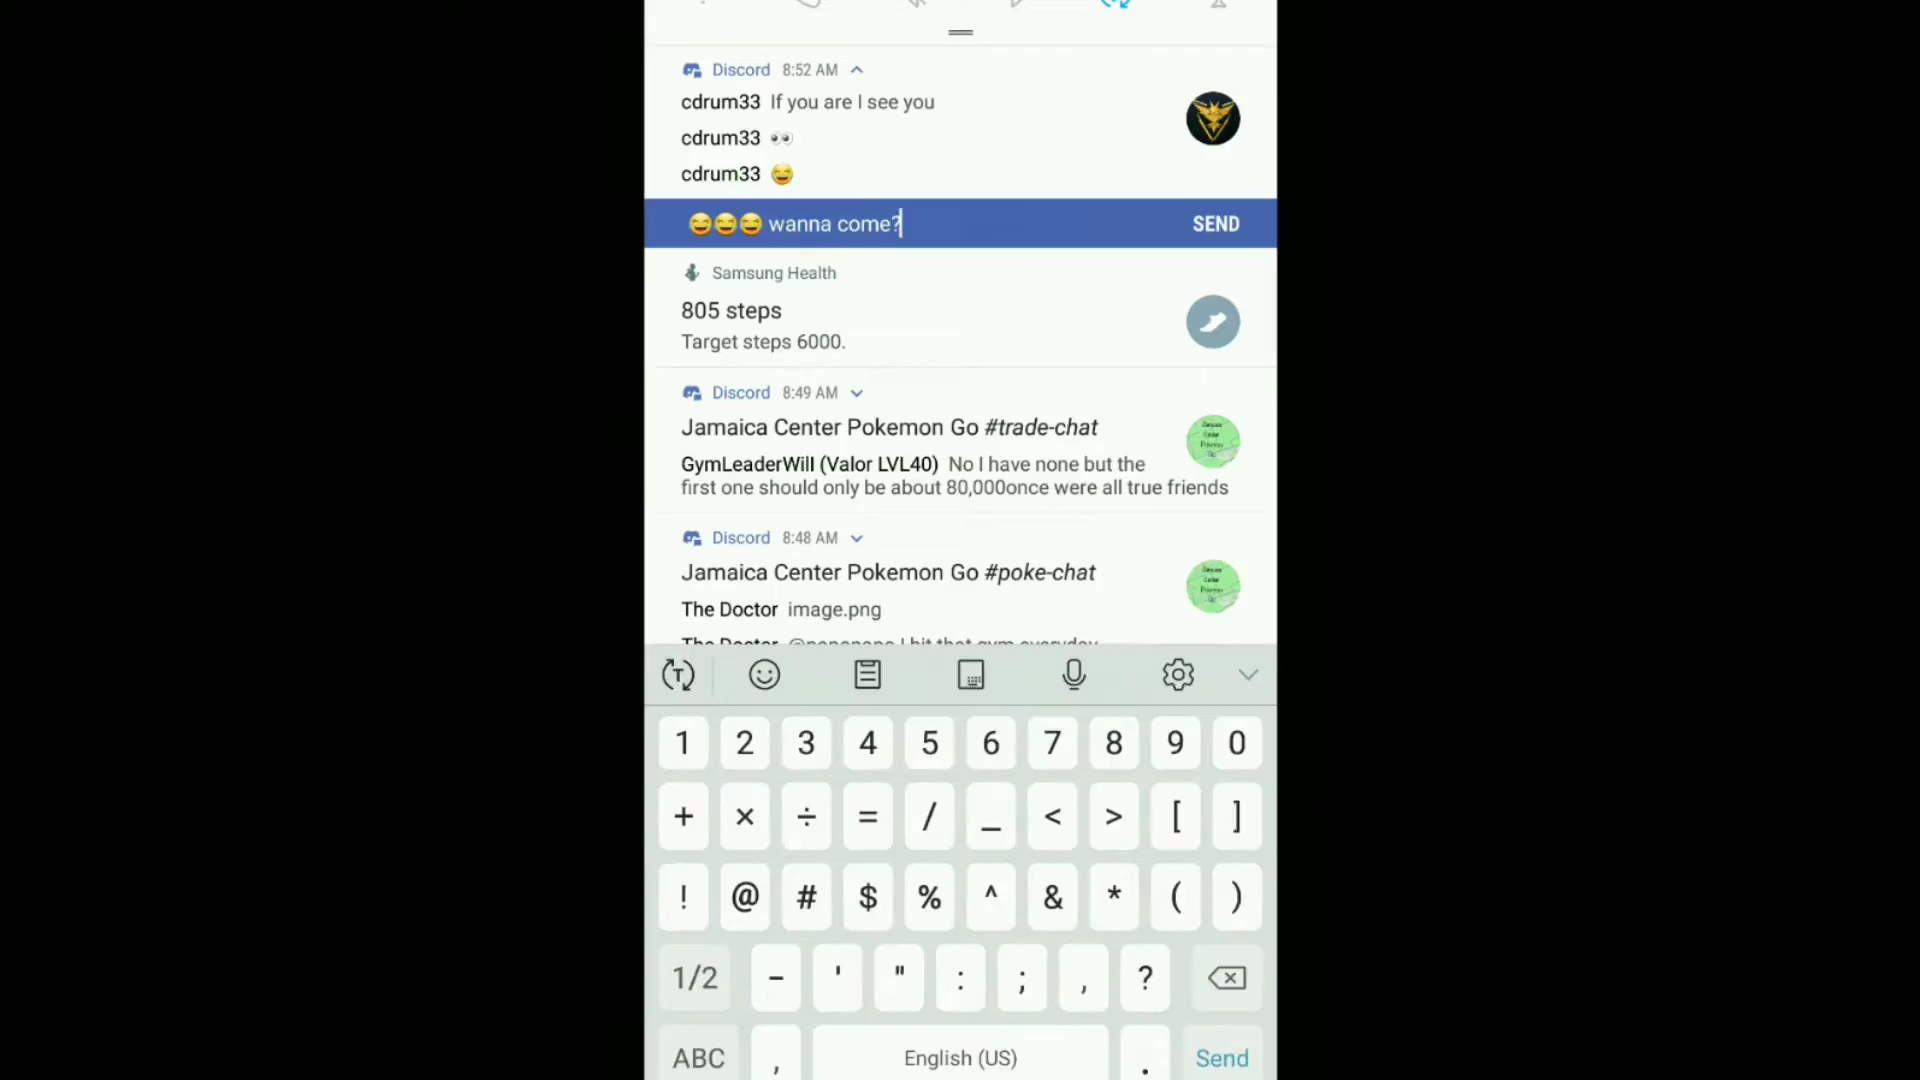 Discord 8:52 AM
cdrum33 If you are I see you
cdrum33 👀
cdrum33 😂
😄😄😄 wanna come? SEND
Samsung Health
805 steps
Target steps 6000.
Discord 8:49 AM
Jamaica Center Pokemon Go #trade-chat
GymLeaderWill (Valor LVL40) No I have none but the
first one should only be about 80,000once were all true friends
Discord 8:48 AM
Jamaica Center Pokemon Go #poke-chat
The Doctor image.png
1 2 3 4 5 6 7 8 9 0
+ × ÷ = / _ < > [ ]
! @ # $ % ^ & * ( )
1/2 - ' " : ; , ?
ABC , English (US) . Send